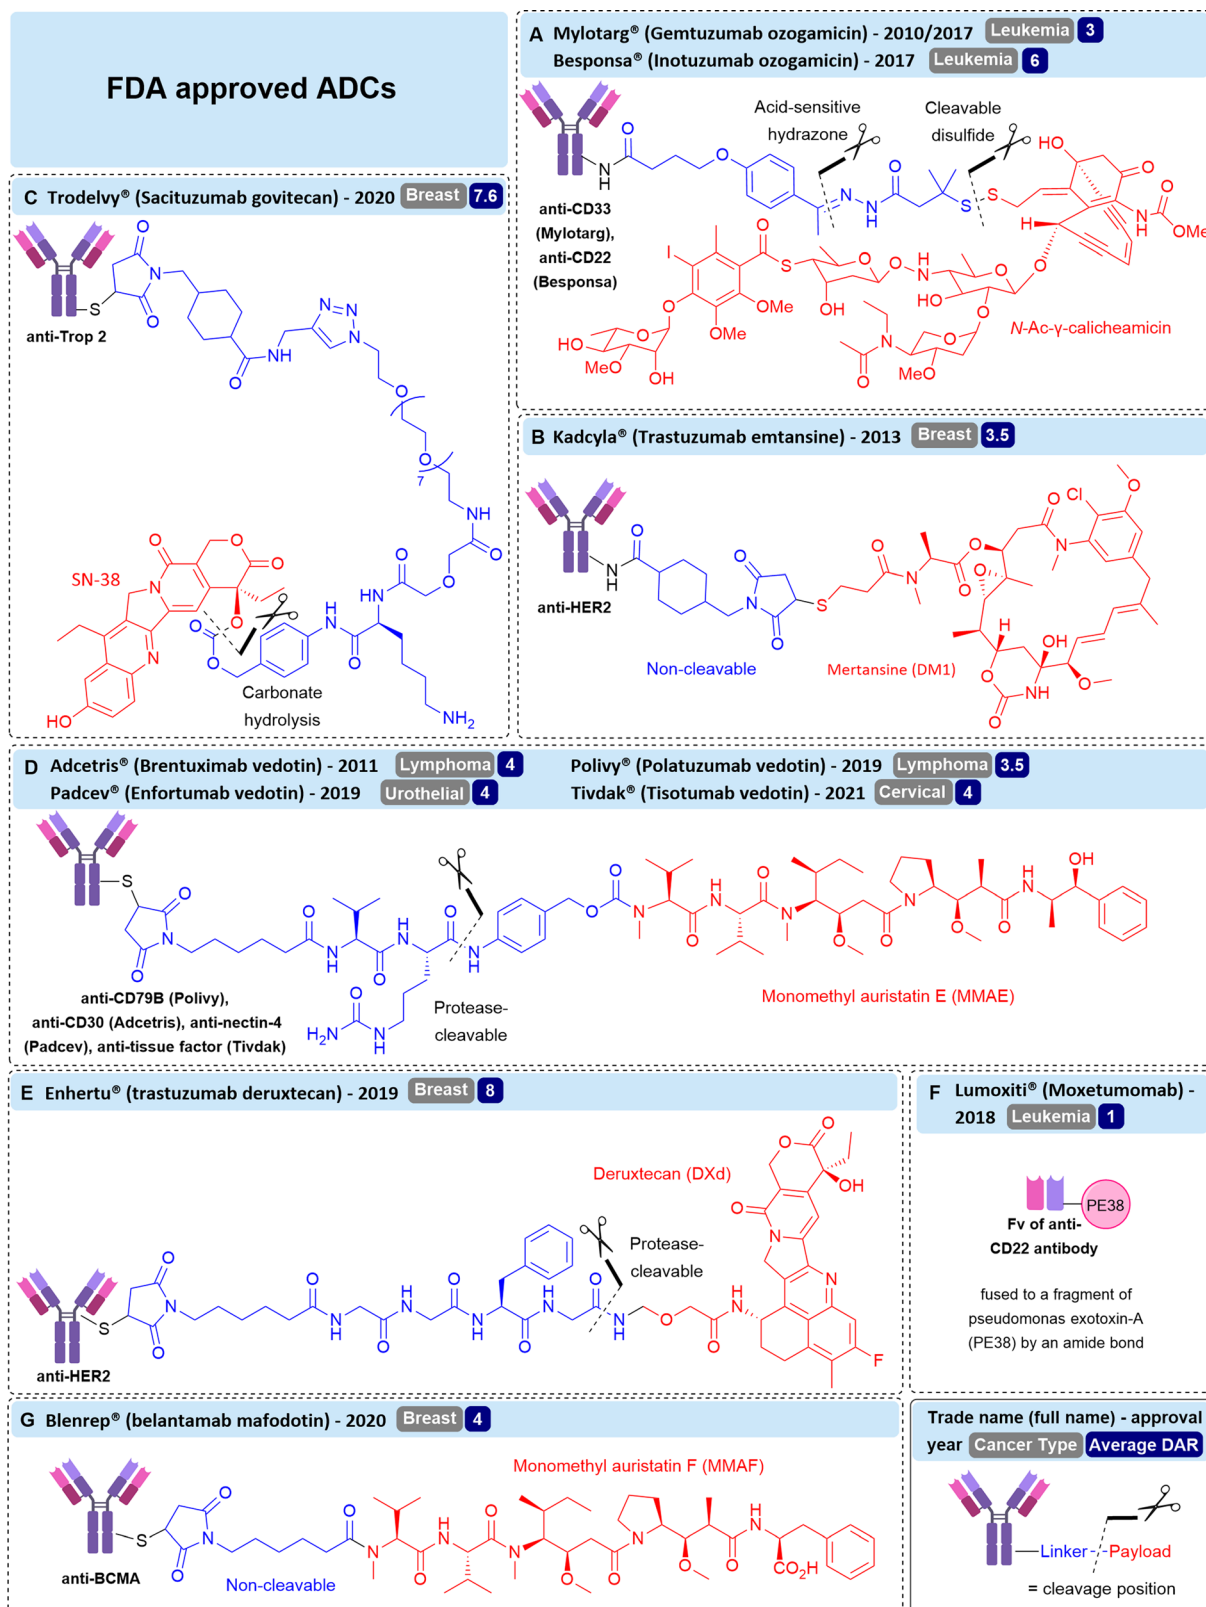 FDA approved ADCs
A Mylotarg® (Gemtuzumab ozogamicin) - 2010/2017 Leukemia 3
Besponsa® (Inotuzumab ozogamicin) - 2017 Leukemia 6
Acid-sensitive
hydrazone
Cleavable
disulfide
anti-CD33
(Mylotarg),
anti-CD22
(Besponsa)
N-Ac-γ-calicheamicin
C Trodelvy® (Sacituzumab govitecan) - 2020 Breast 7.6
anti-Trop 2
7
SN-38
Carbonate
hydrolysis
B Kadcyla® (Trastuzumab emtansine) - 2013 Breast 3.5
anti-HER2
Non-cleavable
Mertansine (DM1)
D Adcetris® (Brentuximab vedotin) - 2011 Lymphoma 4 Polivy® (Polatuzumab vedotin) - 2019 Lymphoma 3.5
Padcev® (Enfortumab vedotin) - 2019 Urothelial 4 Tivdak® (Tisotumab vedotin) - 2021 Cervical 4
anti-CD79B (Polivy),
anti-CD30 (Adcetris), anti-nectin-4
(Padcev), anti-tissue factor (Tivdak)
Protease-
cleavable
Monomethyl auristatin E (MMAE)
E Enhertu® (trastuzumab deruxtecan) - 2019 Breast 8
Deruxtecan (DXd)
Protease-
cleavable
anti-HER2
F Lumoxiti® (Moxetumomab) -
2018 Leukemia 1
PE38
Fv of anti-
CD22 antibody
fused to a fragment of
pseudomonas exotoxin-A
(PE38) by an amide bond
G Blenrep® (belantamab mafodotin) - 2020 Breast 4
Monomethyl auristatin F (MMAF)
anti-BCMA
Non-cleavable
Trade name (full name) - approval
year Cancer Type Average DAR
Linker Payload
= cleavage position